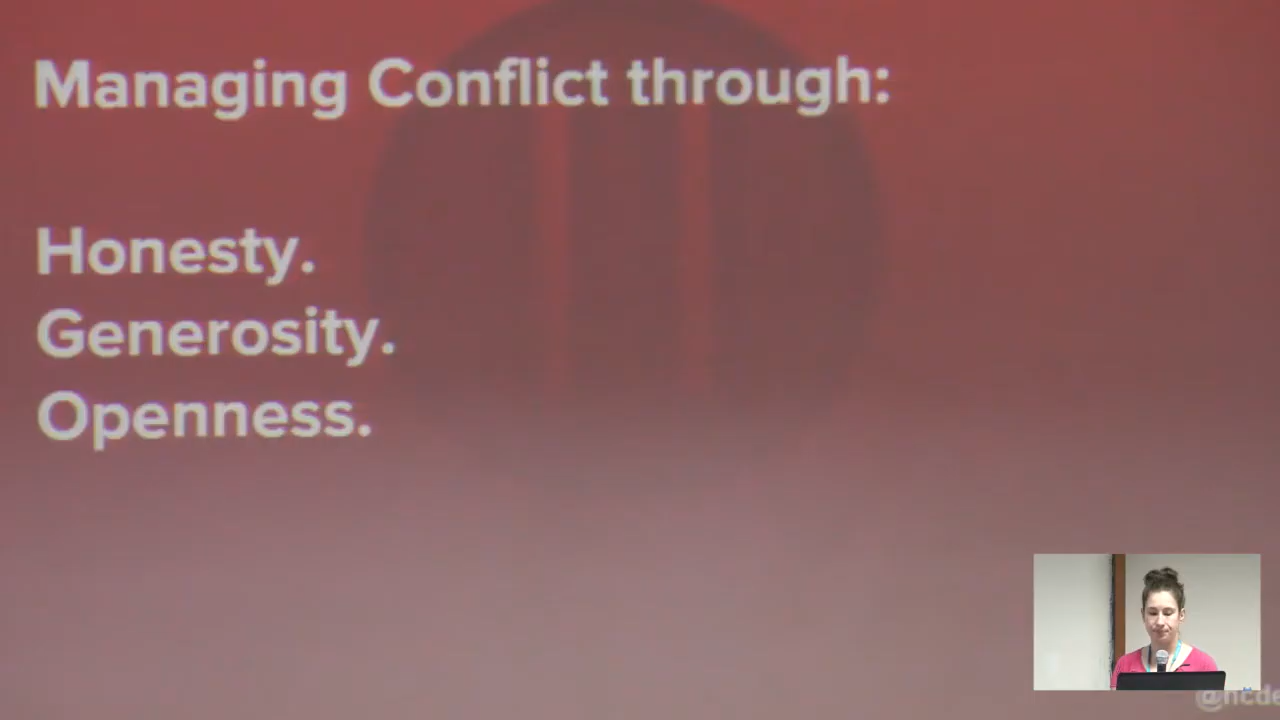 Managing Conflict through:
Honesty.
Generosity.
Openness.